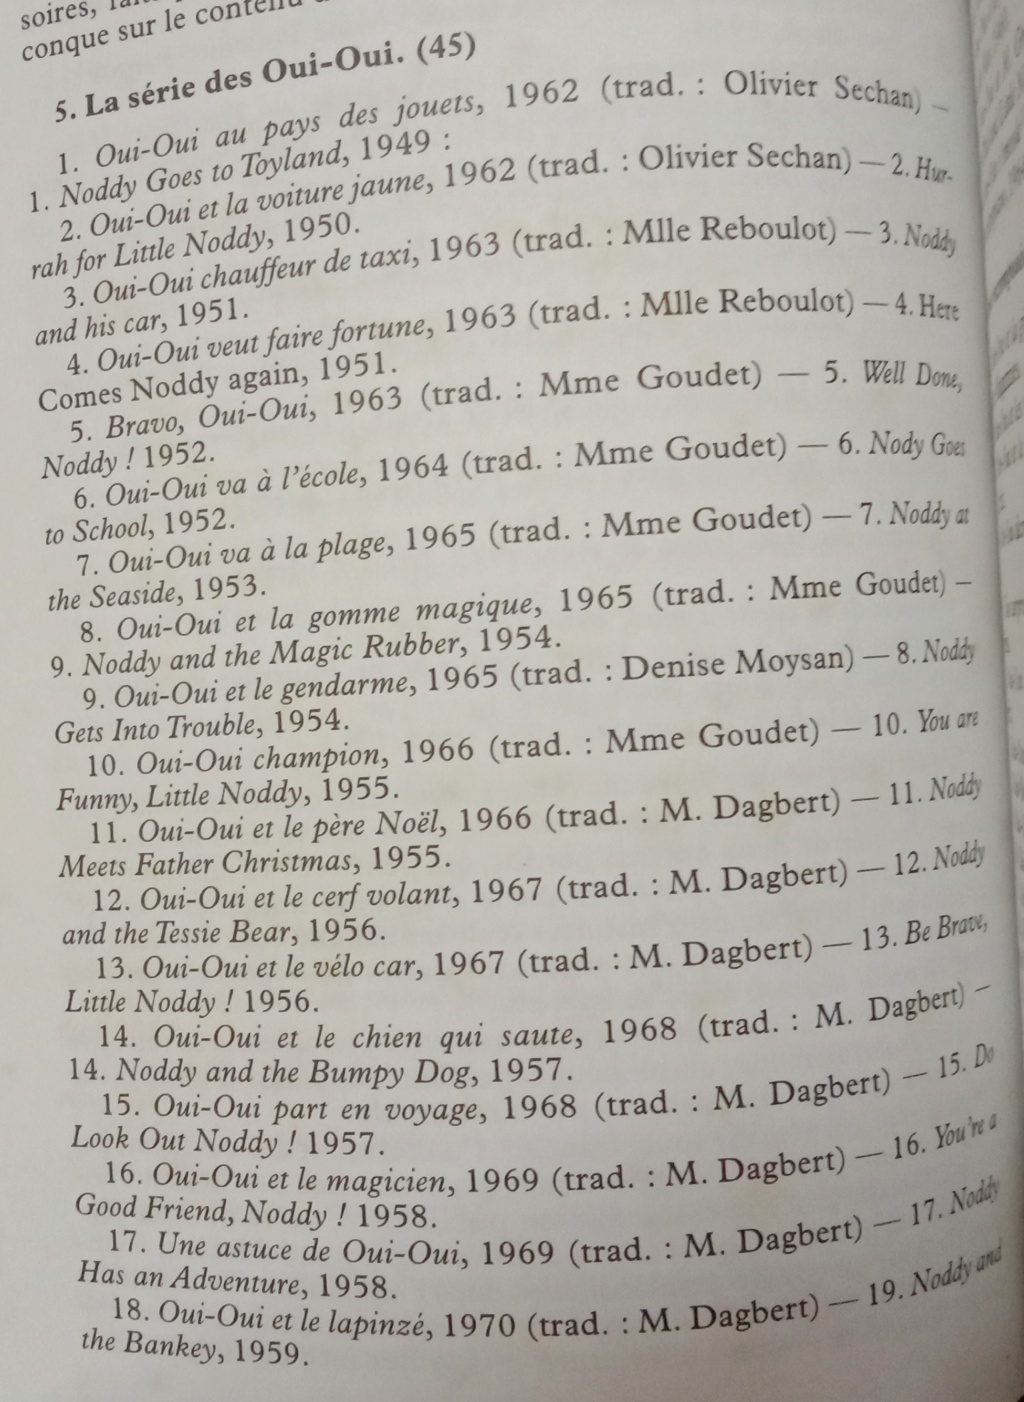 soires,
conque sur le contenu
5. La série des Oui-Oui. (45)
1. Oui-Oui au pays des jouets, 1962 (trad. : Olivier Sechan) —
1. Noddy Goes to Toyland, 1949 :
2. Oui-Oui et la voiture jaune, 1962 (trad. : Olivier Sechan) — 2. Hur-
rah for Little Noddy, 1950.
3. Oui-Oui chauffeur de taxi, 1963 (trad. : Mlle Reboulot) — 3. Noddy
and his car, 1951.
4. Oui-Oui veut faire fortune, 1963 (trad. : Mlle Reboulot) — 4. Here
Comes Noddy again, 1951.
5. Bravo, Oui-Oui, 1963 (trad. : Mme Goudet) — 5. Well Done,
Noddy ! 1952.
6. Oui-Oui va à l'école, 1964 (trad. : Mme Goudet) — 6. Nody Goes
to School, 1952.
7. Oui-Oui va à la plage, 1965 (trad. : Mme Goudet) — 7. Noddy at
the Seaside, 1953.
8. Oui-Oui et la gomme magique, 1965 (trad. : Mme Goudet) —
9. Noddy and the Magic Rubber, 1954.
9. Oui-Oui et le gendarme, 1965 (trad. : Denise Moysan) — 8. Noddy
Gets Into Trouble, 1954.
10. Oui-Oui champion, 1966 (trad. : Mme Goudet) — 10. You are
Funny, Little Noddy, 1955.
11. Oui-Oui et le père Noël, 1966 (trad. : M. Dagbert) — 11. Noddy
Meets Father Christmas, 1955.
12. Oui-Oui et le cerf volant, 1967 (trad. : M. Dagbert) — 12. Noddy
and the Tessie Bear, 1956.
13. Oui-Oui et le vélo car, 1967 (trad. : M. Dagbert) — 13. Be Brave,
Little Noddy ! 1956.
14. Oui-Oui et le chien qui saute, 1968 (trad. : M. Dagbert) —
14. Noddy and the Bumpy Dog, 1957.
15. Oui-Oui part en voyage, 1968 (trad. : M. Dagbert) — 15. Do
Look Out Noddy ! 1957.
16. Oui-Oui et le magicien, 1969 (trad. : M. Dagbert) — 16. You're a
Good Friend, Noddy ! 1958.
17. Une astuce de Oui-Oui, 1969 (trad. : M. Dagbert) — 17. Noddy
Has an Adventure, 1958.
18. Oui-Oui et le lapinzé, 1970 (trad. : M. Dagbert) — 19. Noddy and
the Bankey, 1959.